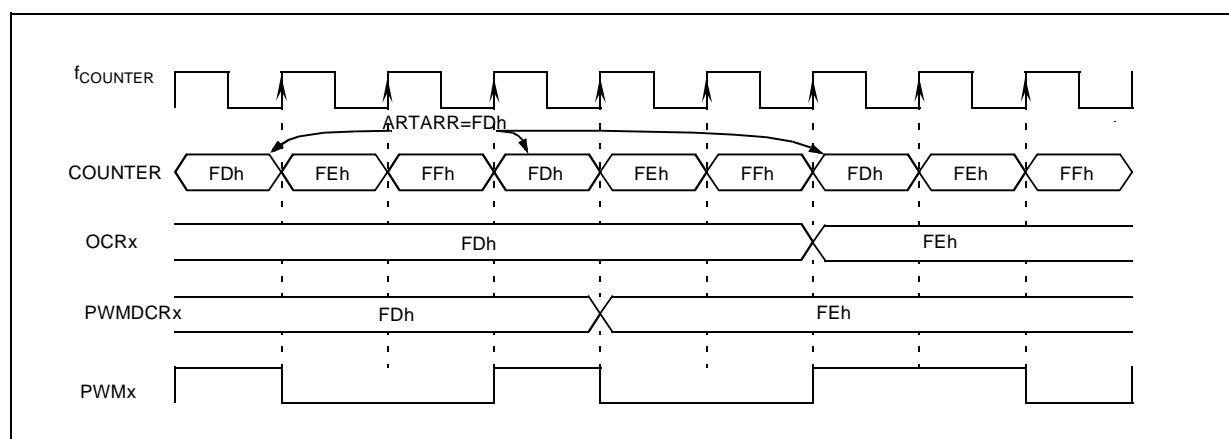 fCOUNTER
ARTARR=FDh
COUNTER FDh FEh FFh FDh FEh FFh FDh FEh FFh
OCRx FDh FEh
PWMDCRx FDh FEh
PWMx